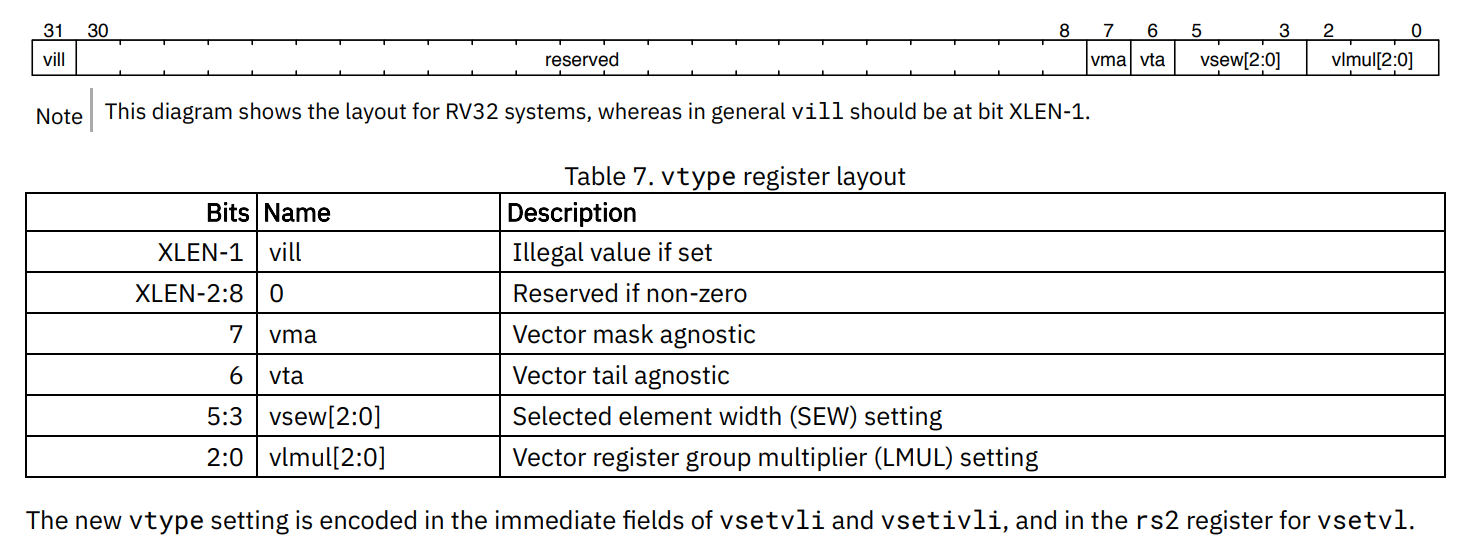 31 30 8 7 6 5 3 2 0
vill reserved vma vta vsew[2:0] vlmul[2:0]
Note This diagram shows the layout for RV32 systems, whereas in general vill should be at bit XLEN-1.
Table 7. vtype register layout
Bits Name Description
XLEN-1 vill Illegal value if set
XLEN-2:8 0 Reserved if non-zero
7 vma Vector mask agnostic
6 vta Vector tail agnostic
5:3 vsew[2:0] Selected element width (SEW) setting
2:0 vlmul[2:0] Vector register group multiplier (LMUL) setting
The new vtype setting is encoded in the immediate fields of vsetvli and vsetivli, and in the rs2 register for vsetvl.